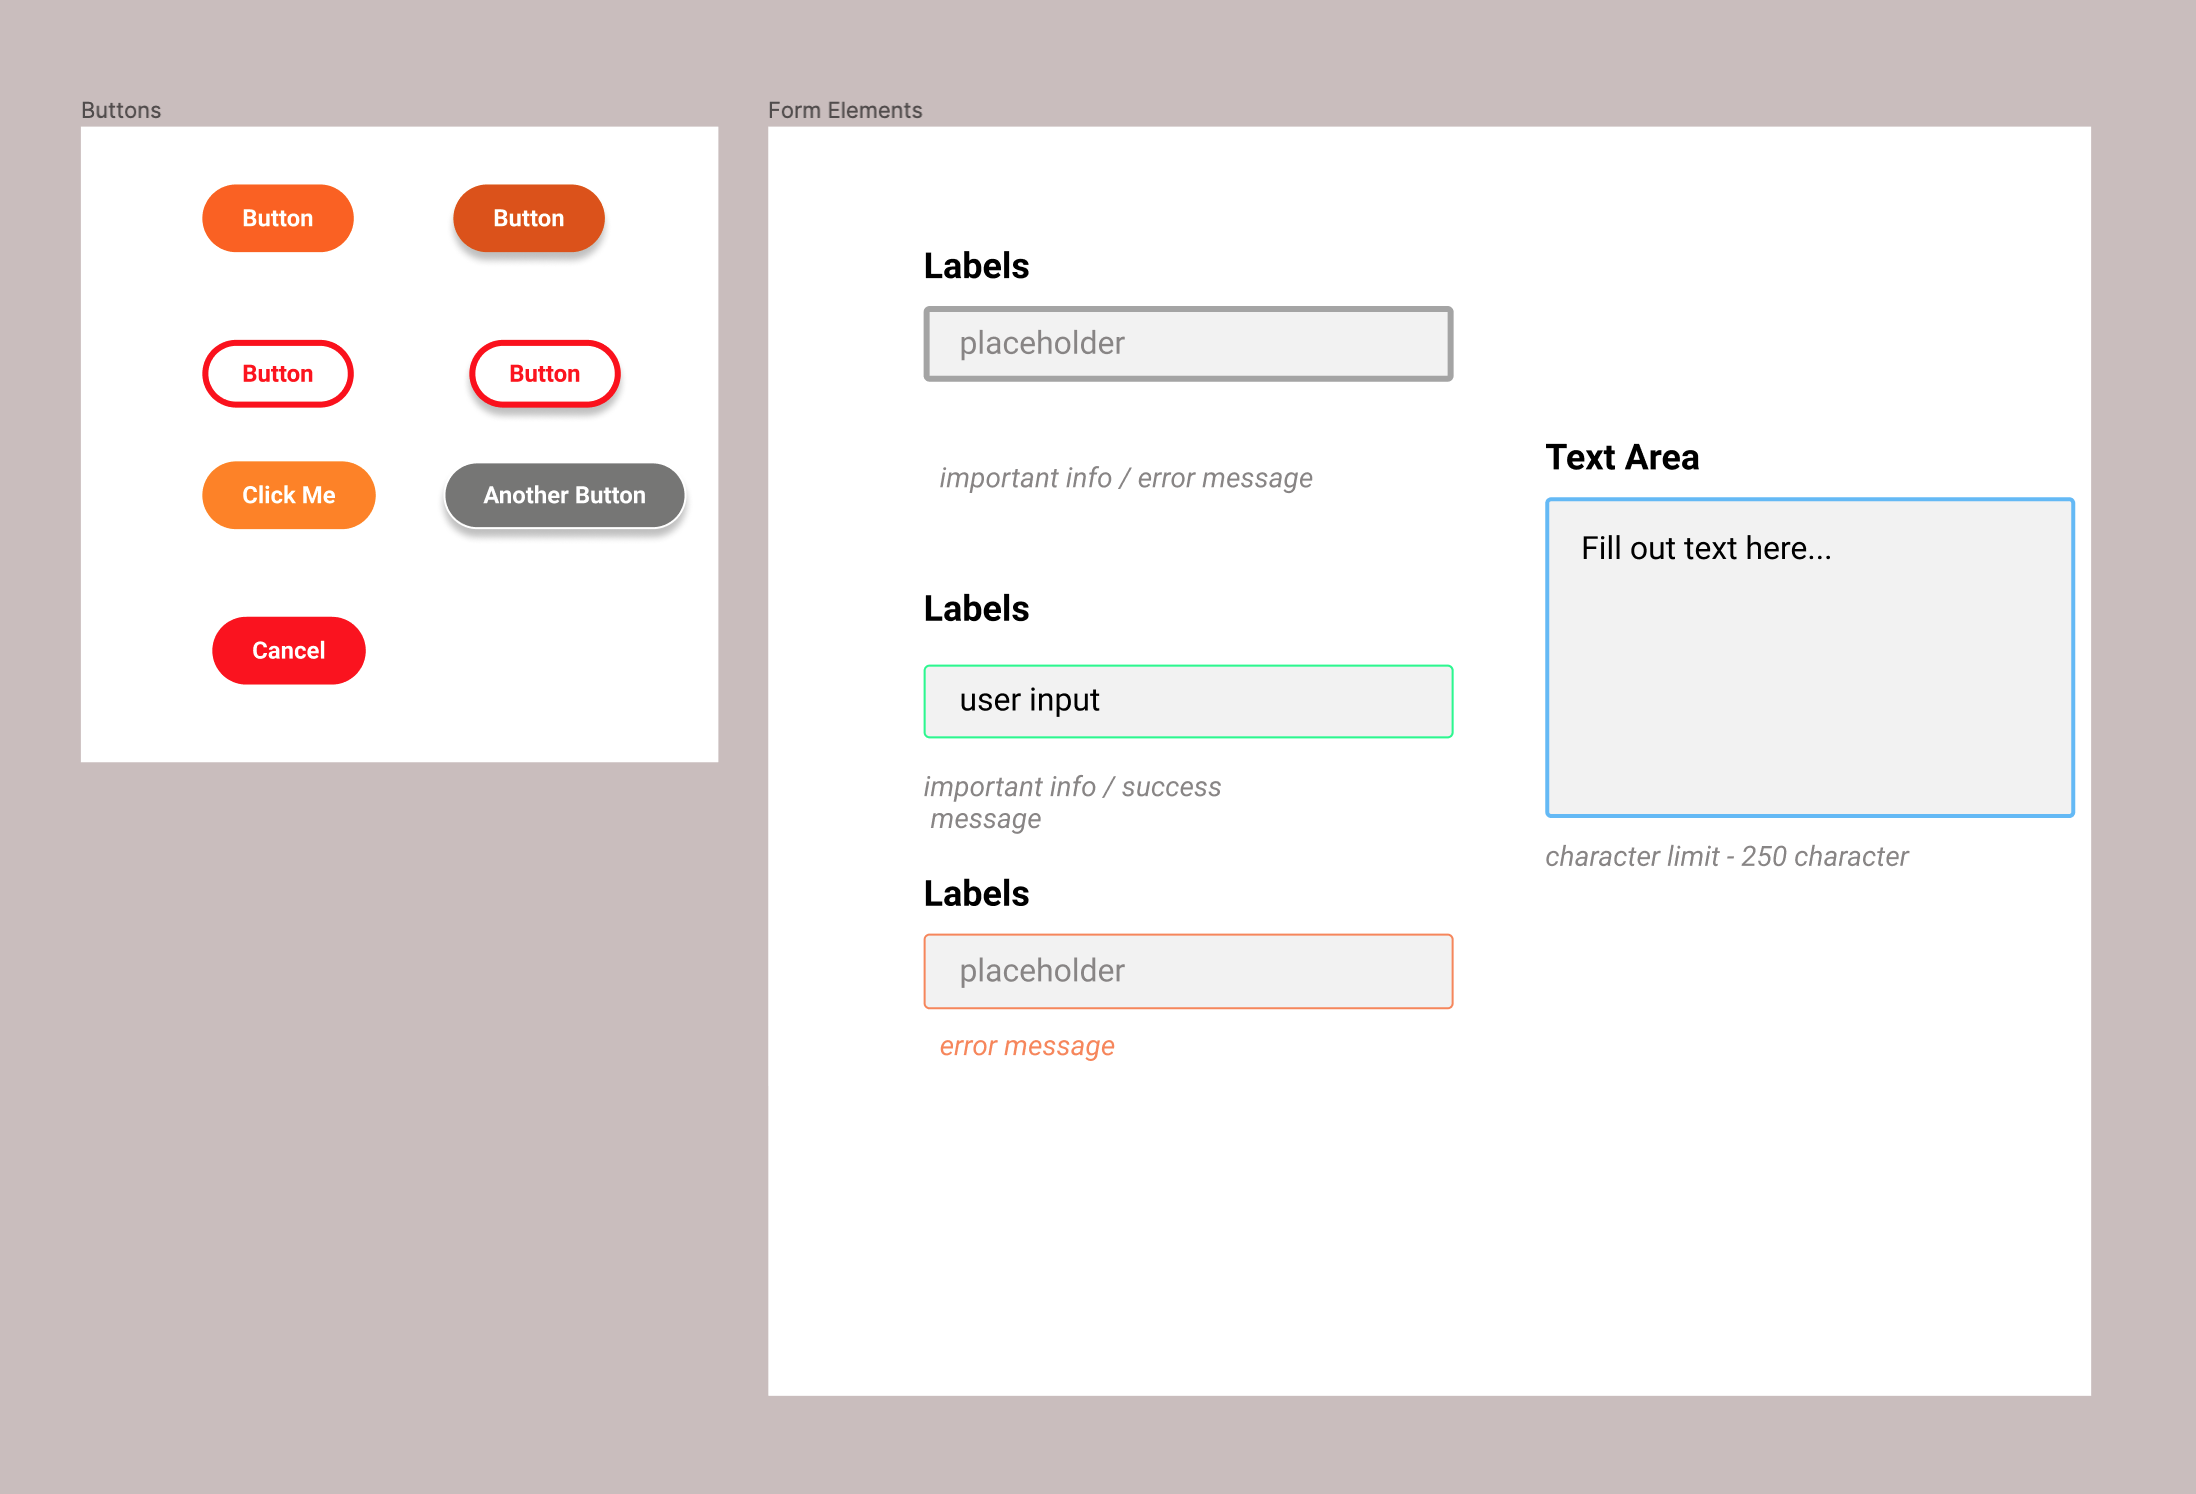 Buttons
Button
Button
Button
Button
Click Me
Another Button
Cancel
Form Elements
Labels
placeholder
important info / error message
Labels
user input
important info / success
message
Labels
placeholder
error message
Text Area
Fill out text here...
character limit - 250 character